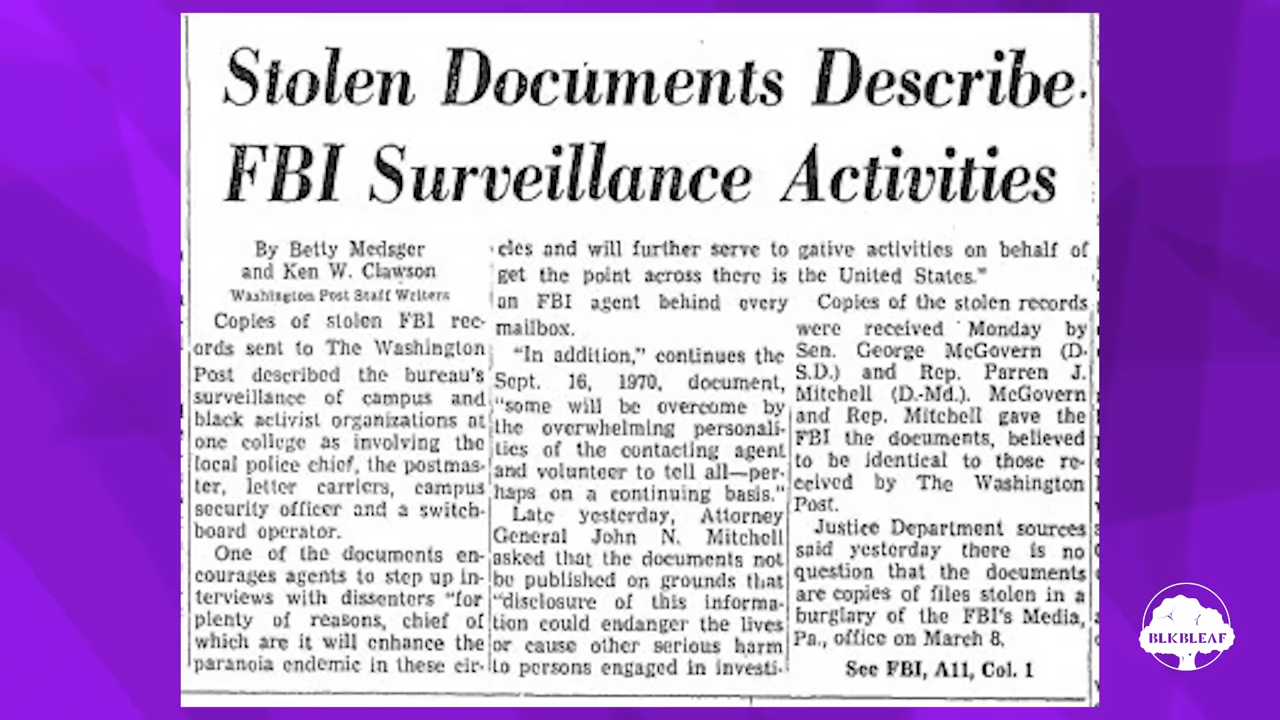 Stolen Documents Describe
FBI Surveillance Activities
By Betty Medsger
and Ken W. Clawson
Washington Post Staff Writers
Copies of stolen FBI rec-
ords sent to The Washington
Post described the bureau's
surveillance of campus and
black activist organizations at
one college as involving the
local police chief, the postmas-
ter, letter carriers, campus
security officer and a switch-
board operator.
One of the documents en-
courages agents to step up in-
terviews with dissenters "for
plenty of reasons, chief of
which are it will enhance the
paranoia endemic in these cir-
cles and will further serve to
get the point across there is
an FBI agent behind every
mailbox.
"In addition," continues the
Sept. 16, 1970, document,
"some will be overcome by
the overwhelming personali-
ties of the contacting agent
and volunteer to tell all—per-
haps on a continuing basis."
Late yesterday, Attorney
General John N. Mitchell
asked that the documents not
be published on grounds that
"disclosure of this informa-
tion could endanger the lives
or cause other serious harm
to persons engaged in investi-
gative activities on behalf of
the United States."
Copies of the stolen records
were received Monday by
Sen. George McGovern (D-
S.D.) and Rep. Parren J.
Mitchell (D.-Md.). McGovern
and Rep. Mitchell gave the
FBI the documents, believed
to be identical to those re-
ceived by The Washington
Post.
Justice Department sources
said yesterday there is no
question that the documents
are copies of files stolen in a
burglary of the FBI's Media,
Pa., office on March 8.
See FBI, A11, Col. 1
BLKBLEAF